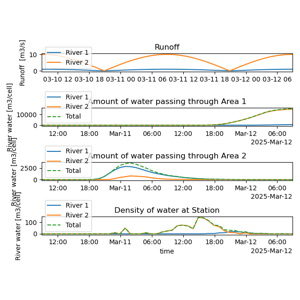 Runoff
Runoff [m3/s]
10
0
River 1
River 2
03-10 12 03-10 18 03-11 00 03-11 06 03-11 12 03-11 18 03-12 00 03-12 06
Amount of water passing through Area 1
River water [m3/cell]
10000
0
River 1
River 2
Total
12:00 18:00 Mar-11 06:00 12:00 18:00 Mar-12 06:00
2025-Mar-12
Amount of water passing through Area 2
River water [m3/cell]
2500
0
River 1
River 2
Total
12:00 18:00 Mar-11 06:00 12:00 18:00 Mar-12 06:00
2025-Mar-12
Density of water at Station
River water [m3/cell]
100
0
River 1
River 2
Total
12:00 18:00 Mar-11 06:00 12:00 18:00 Mar-12 06:00
time
2025-Mar-12